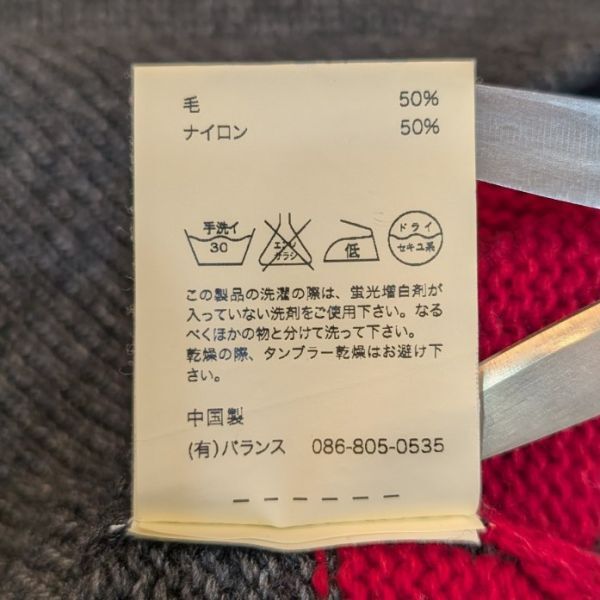 毛 50%
ナイロン 50%
手洗イ 30
エンソ サラシ
低
ドライ セキユ系
この製品の洗濯の際は、蛍光増白剤が
入っていない洗剤をご使用下さい。なる
べくほかの物と分けて洗って下さい。
乾燥の際、タンブラー乾燥はお避け下
さい。
中国製
(有)バランス 086-805-0535